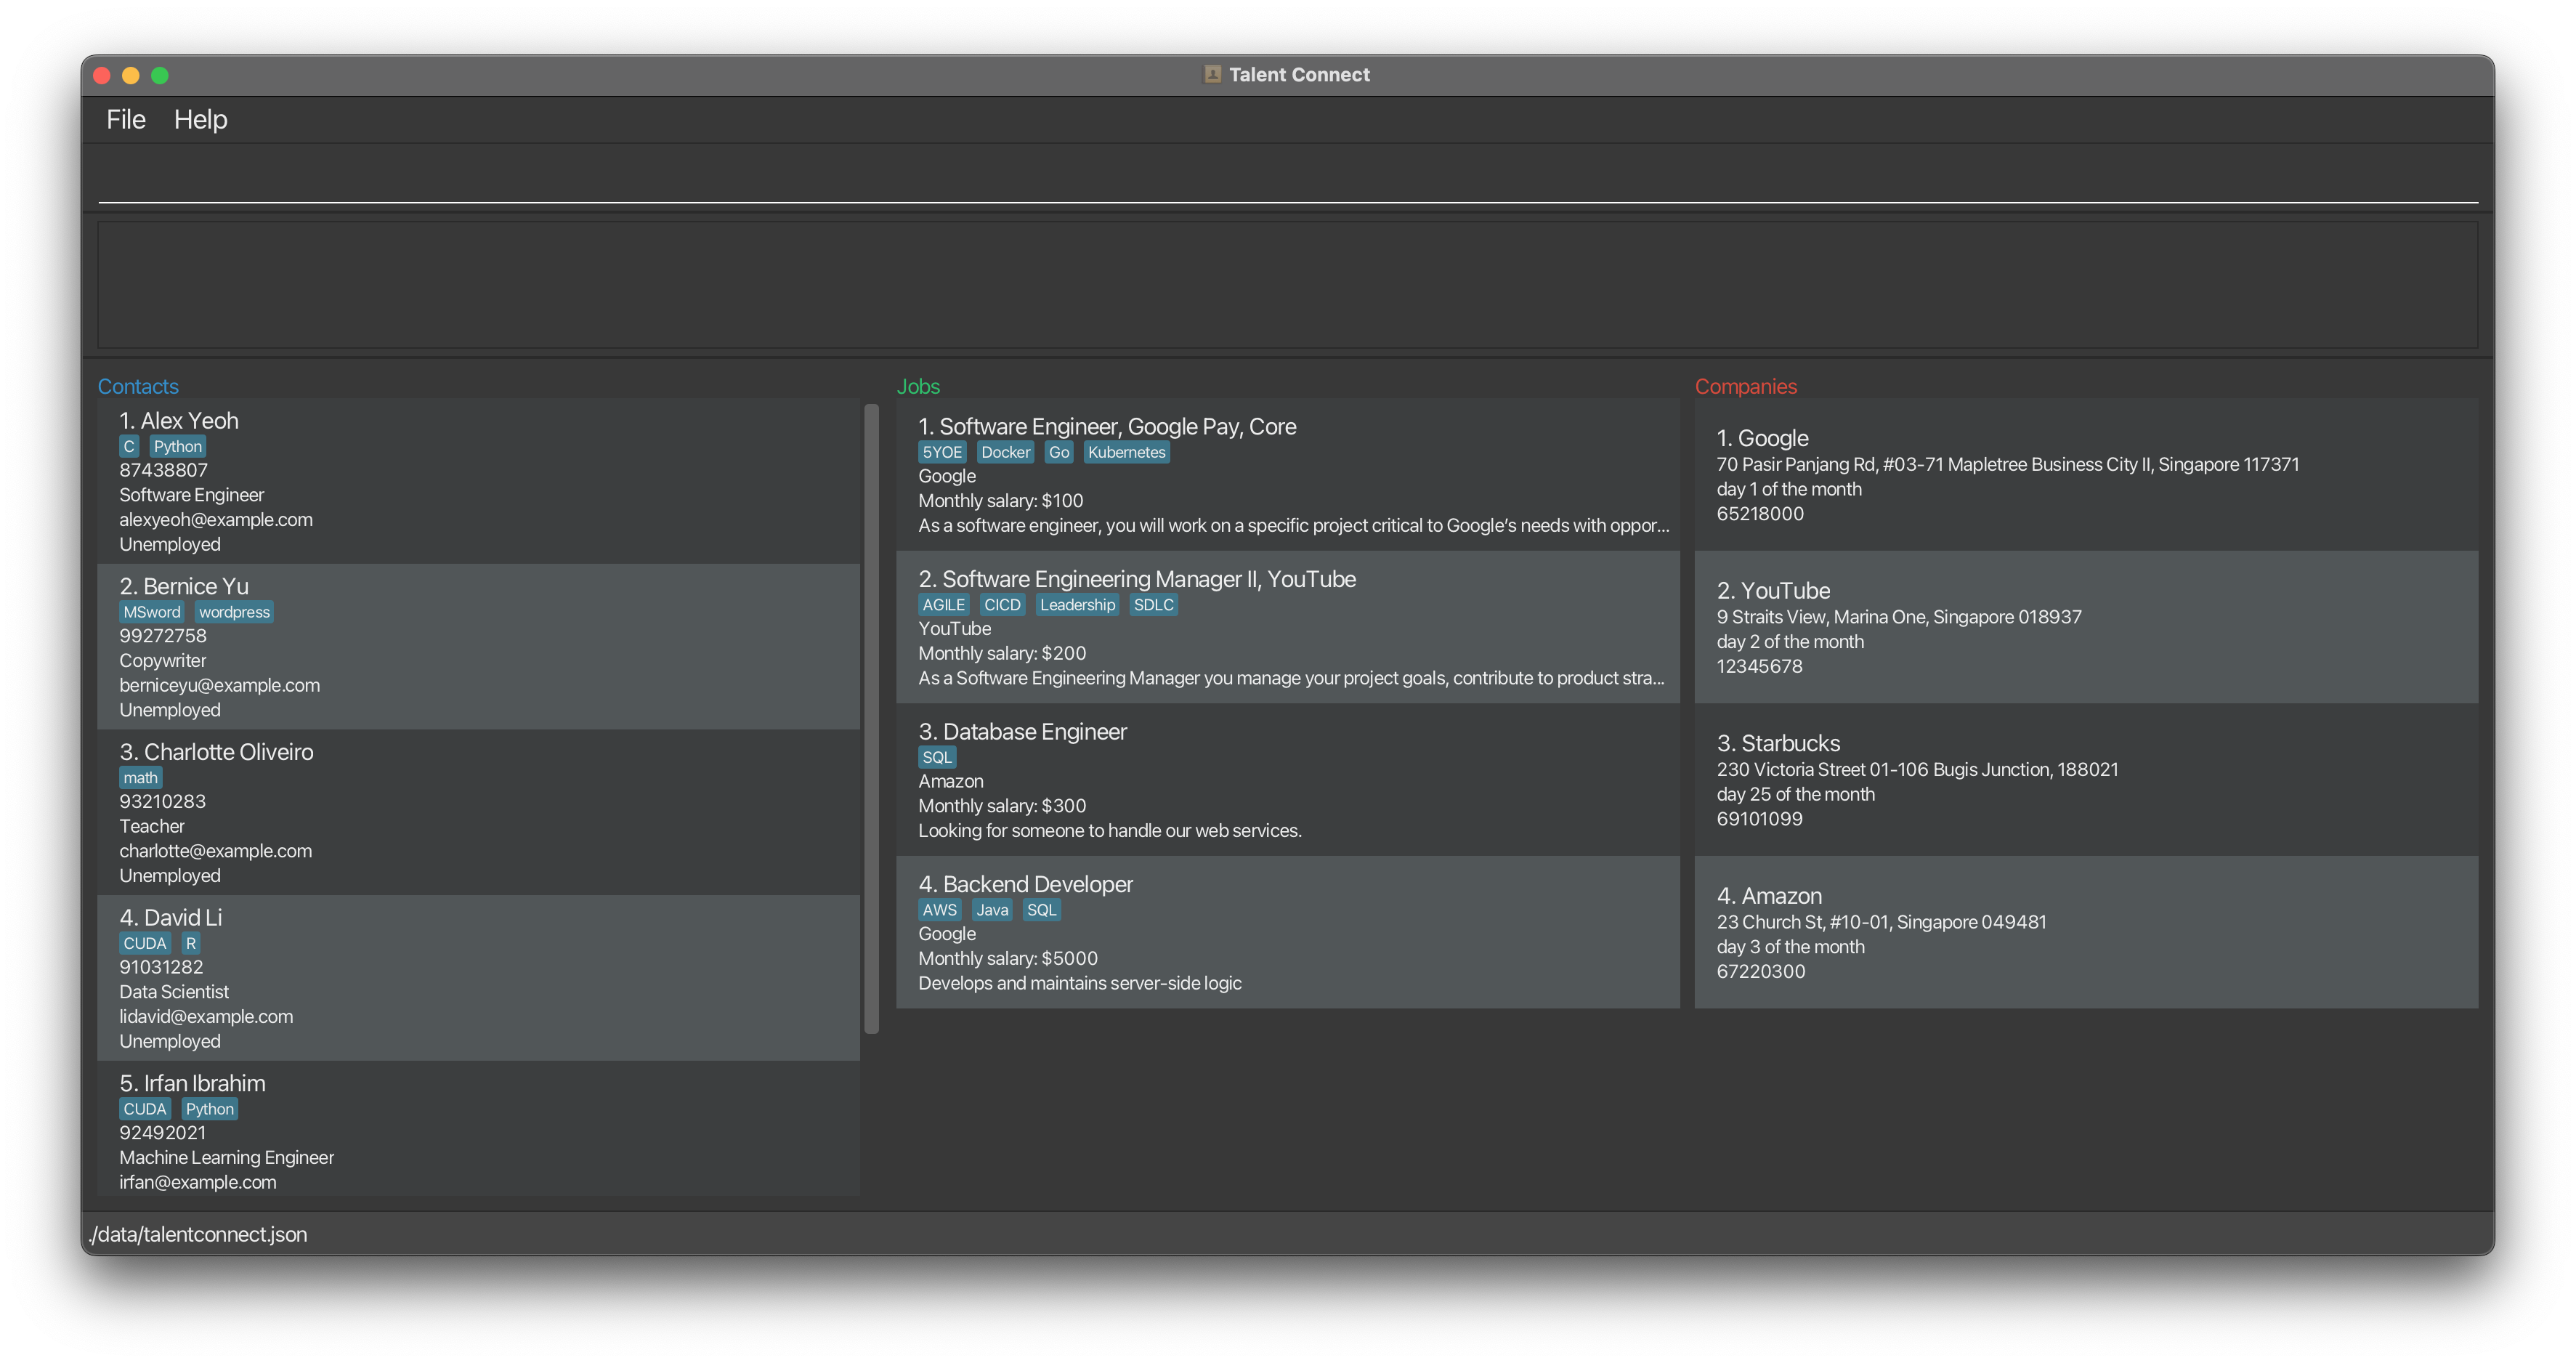 Talent Connect
File Help
Contacts
1. Alex Yeoh
C Python
87438807
Software Engineer
alexyeoh@example.com
Unemployed
2. Bernice Yu
MSword wordpress
99272758
Copywriter
berniceyu@example.com
Unemployed
3. Charlotte Oliveiro
math
93210283
Teacher
charlotte@example.com
Unemployed
4. David Li
CUDA R
91031282
Data Scientist
lidavid@example.com
Unemployed
5. Irfan Ibrahim
CUDA Python
92492021
Machine Learning Engineer
irfan@example.com
Jobs
1. Software Engineer, Google Pay, Core
5YOE Docker Go Kubernetes
Google
Monthly salary: $100
As a software engineer, you will work on a specific project critical to Google’s needs with oppor...
2. Software Engineering Manager II, YouTube
AGILE CICD Leadership SDLC
YouTube
Monthly salary: $200
As a Software Engineering Manager you manage your project goals, contribute to product stra...
3. Database Engineer
SQL
Amazon
Monthly salary: $300
Looking for someone to handle our web services.
4. Backend Developer
AWS Java SQL
Google
Monthly salary: $5000
Develops and maintains server-side logic
Companies
1. Google
70 Pasir Panjang Rd, #03-71 Mapletree Business City II, Singapore 117371
day 1 of the month
65218000
2. YouTube
9 Straits View, Marina One, Singapore 018937
day 2 of the month
12345678
3. Starbucks
230 Victoria Street 01-106 Bugis Junction, 188021
day 25 of the month
69101099
4. Amazon
23 Church St, #10-01, Singapore 049481
day 3 of the month
67220300
./data/talentconnect.json